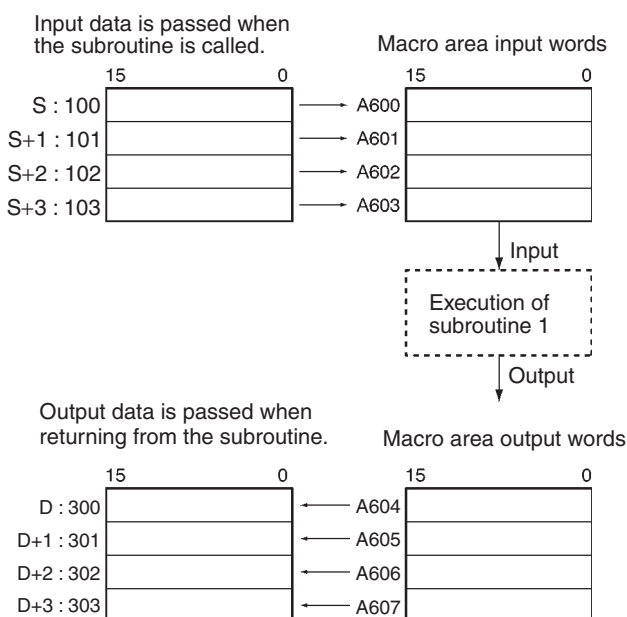 Input data is passed when
the subroutine is called.
Macro area input words
15 0 15 0
S : 100 A600
S+1 : 101 A601
S+2 : 102 A602
S+3 : 103 A603
Input
Execution of
subroutine 1
Output
Output data is passed when
returning from the subroutine.
Macro area output words
15 0 15 0
D : 300 A604
D+1 : 301 A605
D+2 : 302 A606
D+3 : 303 A607